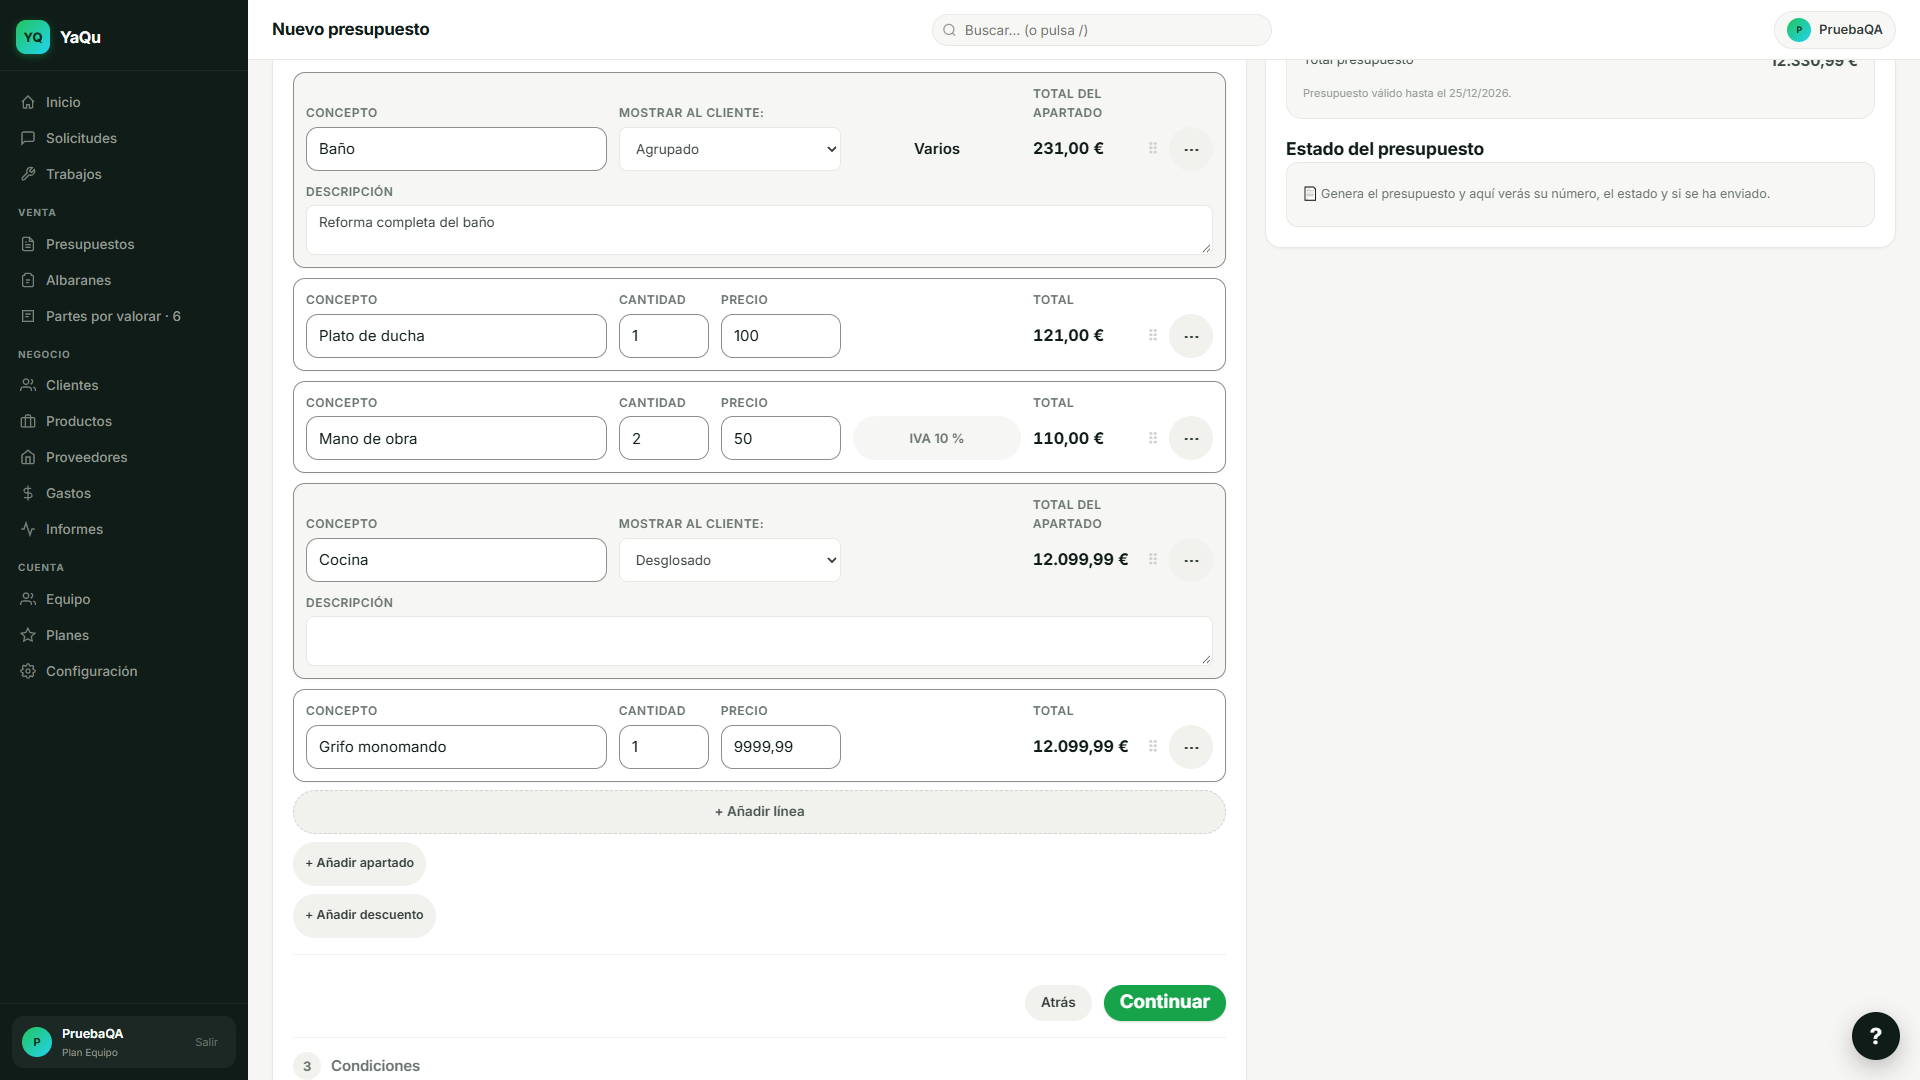 YQ YaQu
Inicio
Solicitudes
Trabajos
VENTA
Presupuestos
Albaranes
Partes por valorar · 6
NEGOCIO
Clientes
Productos
Proveedores
Gastos
Informes
CUENTA
Equipo
Planes
Configuración
P PruebaQA
Plan Equipo
Salir
Nuevo presupuesto
Buscar... (o pulsa /)
P PruebaQA
CONCEPTO
MOSTRAR AL CLIENTE:
TOTAL DEL
APARTADO
Baño
Agrupado
Varios
231,00 €
DESCRIPCIÓN
Reforma completa del baño
CONCEPTO
CANTIDAD
PRECIO
TOTAL
Plato de ducha
1
100
121,00 €
CONCEPTO
CANTIDAD
PRECIO
TOTAL
Mano de obra
2
50
IVA 10 %
110,00 €
CONCEPTO
MOSTRAR AL CLIENTE:
TOTAL DEL
APARTADO
Cocina
Desglosado
12.099,99 €
DESCRIPCIÓN
CONCEPTO
CANTIDAD
PRECIO
TOTAL
Grifo monomando
1
9999,99
12.099,99 €
+ Añadir línea
+ Añadir apartado
+ Añadir descuento
Atrás
Continuar
3 Condiciones
Total presupuesto
12.330,99 €
Presupuesto válido hasta el 25/12/2026.
Estado del presupuesto
Genera el presupuesto y aquí verás su número, el estado y si se ha enviado.
?